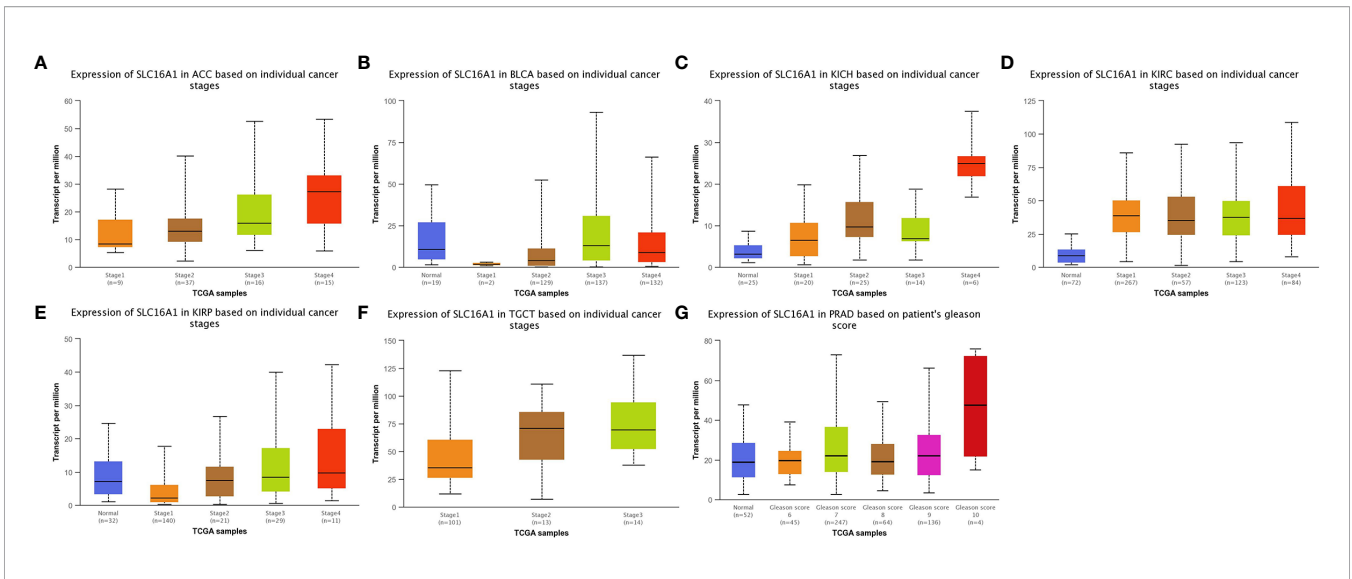 A
Expression of SLC16A1 in ACC based on individual cancer
stages
Transcript per million
60
50
40
30
20
10
0
Stage1
(n=9)
Stage2
(n=37)
Stage3
(n=16)
Stage4
(n=15)
TCGA samples
B
Expression of SLC16A1 in BLCA based on individual cancer
stages
Transcript per million
100
75
50
25
0
Normal
(n=19)
Stage1
(n=2)
Stage2
(n=129)
Stage3
(n=137)
Stage4
(n=132)
TCGA samples
C
Expression of SLC16A1 in KICH based on individual cancer
stages
Transcript per million
40
30
20
10
0
Normal
(n=25)
Stage1
(n=20)
Stage2
(n=25)
Stage3
(n=14)
Stage4
(n=6)
TCGA samples
D
Expression of SLC16A1 in KIRC based on individual cancer
stages
Transcript per million
125
100
75
50
25
0
Normal
(n=72)
Stage1
(n=267)
Stage2
(n=57)
Stage3
(n=123)
Stage4
(n=84)
TCGA samples
E
Expression of SLC16A1 in KIRP based on individual cancer
stages
Transcript per million
50
40
30
20
10
0
Normal
(n=32)
Stage1
(n=140)
Stage2
(n=21)
Stage3
(n=29)
Stage4
(n=11)
TCGA samples
F
Expression of SLC16A1 in TGCT based on individual cancer
stages
Transcript per million
150
125
100
75
50
25
0
Stage1
(n=101)
Stage2
(n=13)
Stage3
(n=14)
TCGA samples
G
Expression of SLC16A1 in PRAD based on patient's gleason
score
Transcript per million
80
60
40
20
0
Normal
(n=52)
Gleason score
6
(n=45)
Gleason score
7
(n=247)
Gleason score
8
(n=64)
Gleason score
9
(n=136)
Gleason score
10
(n=4)
TCGA samples